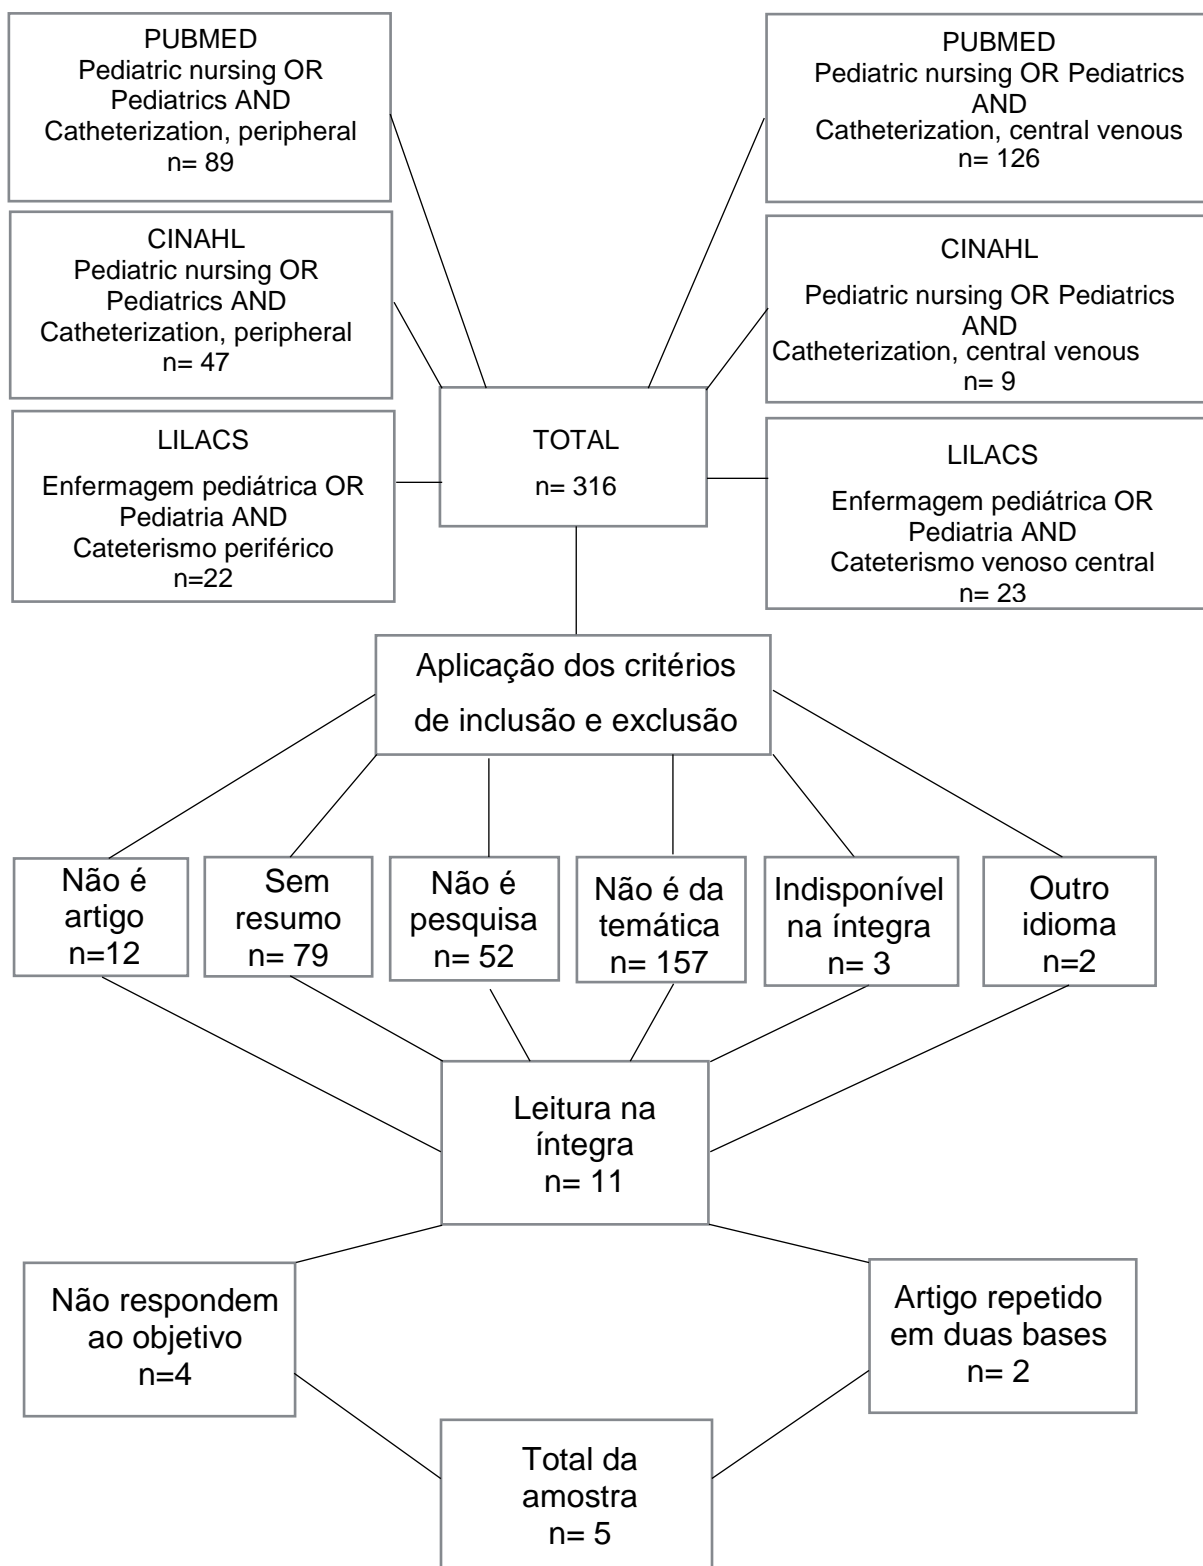 PUBMED
Pediatric nursing OR
Pediatrics AND
Catheterization, peripheral
n= 89
PUBMED
Pediatric nursing OR Pediatrics
AND
Catheterization, central venous
n= 126
CINAHL
Pediatric nursing OR
Pediatrics AND
Catheterization, peripheral
n= 47
CINAHL
Pediatric nursing OR Pediatrics
AND
Catheterization, central venous
n= 9
LILACS
Enfermagem pediátrica OR
Pediatria AND
Cateterismo periférico
n=22
TOTAL
n= 316
LILACS
Enfermagem pediátrica OR
Pediatria AND
Cateterismo venoso central
n= 23
Aplicação dos critérios
de inclusão e exclusão
Não é
artigo
n=12
Sem
resumo
n= 79
Não é
pesquisa
n= 52
Não é da
temática
n= 157
Indisponível
na íntegra
n= 3
Outro
idioma
n=2
Leitura na
íntegra
n= 11
Não respondem
ao objetivo
n=4
Artigo repetido
em duas bases
n= 2
Total da
amostra
n= 5